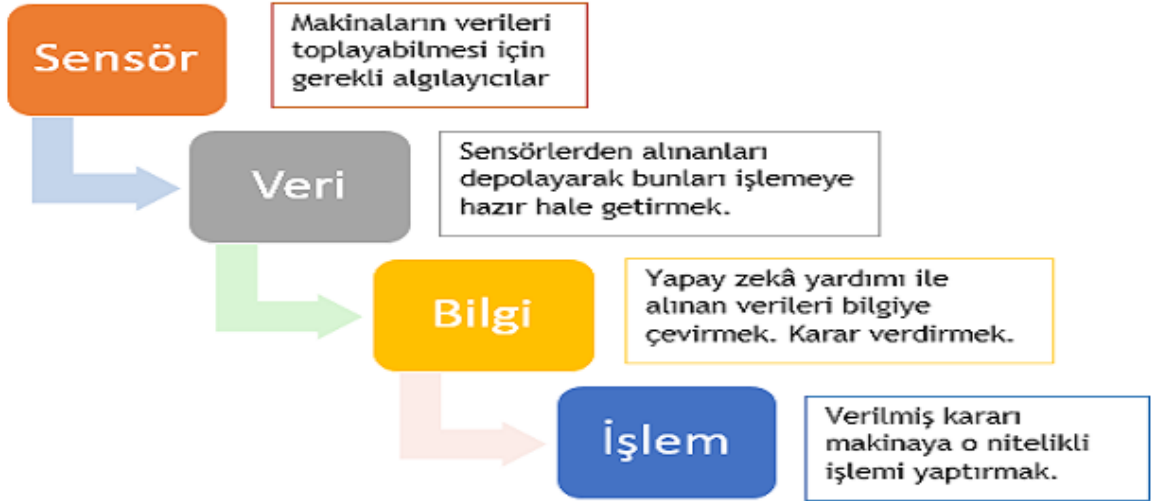 Sensör
Makinaların verileri
toplayabilmesi için
gerekli algılayıcılar
Veri
Sensörlerden alınanları
depolayarak bunları işlemeye
hazır hale getirmek.
Bilgi
Yapay zekâ yardımı ile
alınan verileri bilgiye
çevirmek. Karar verdirmek.
İşlem
Verilmiş kararı
makinaya o nitelikli
işlemi yaptırmak.